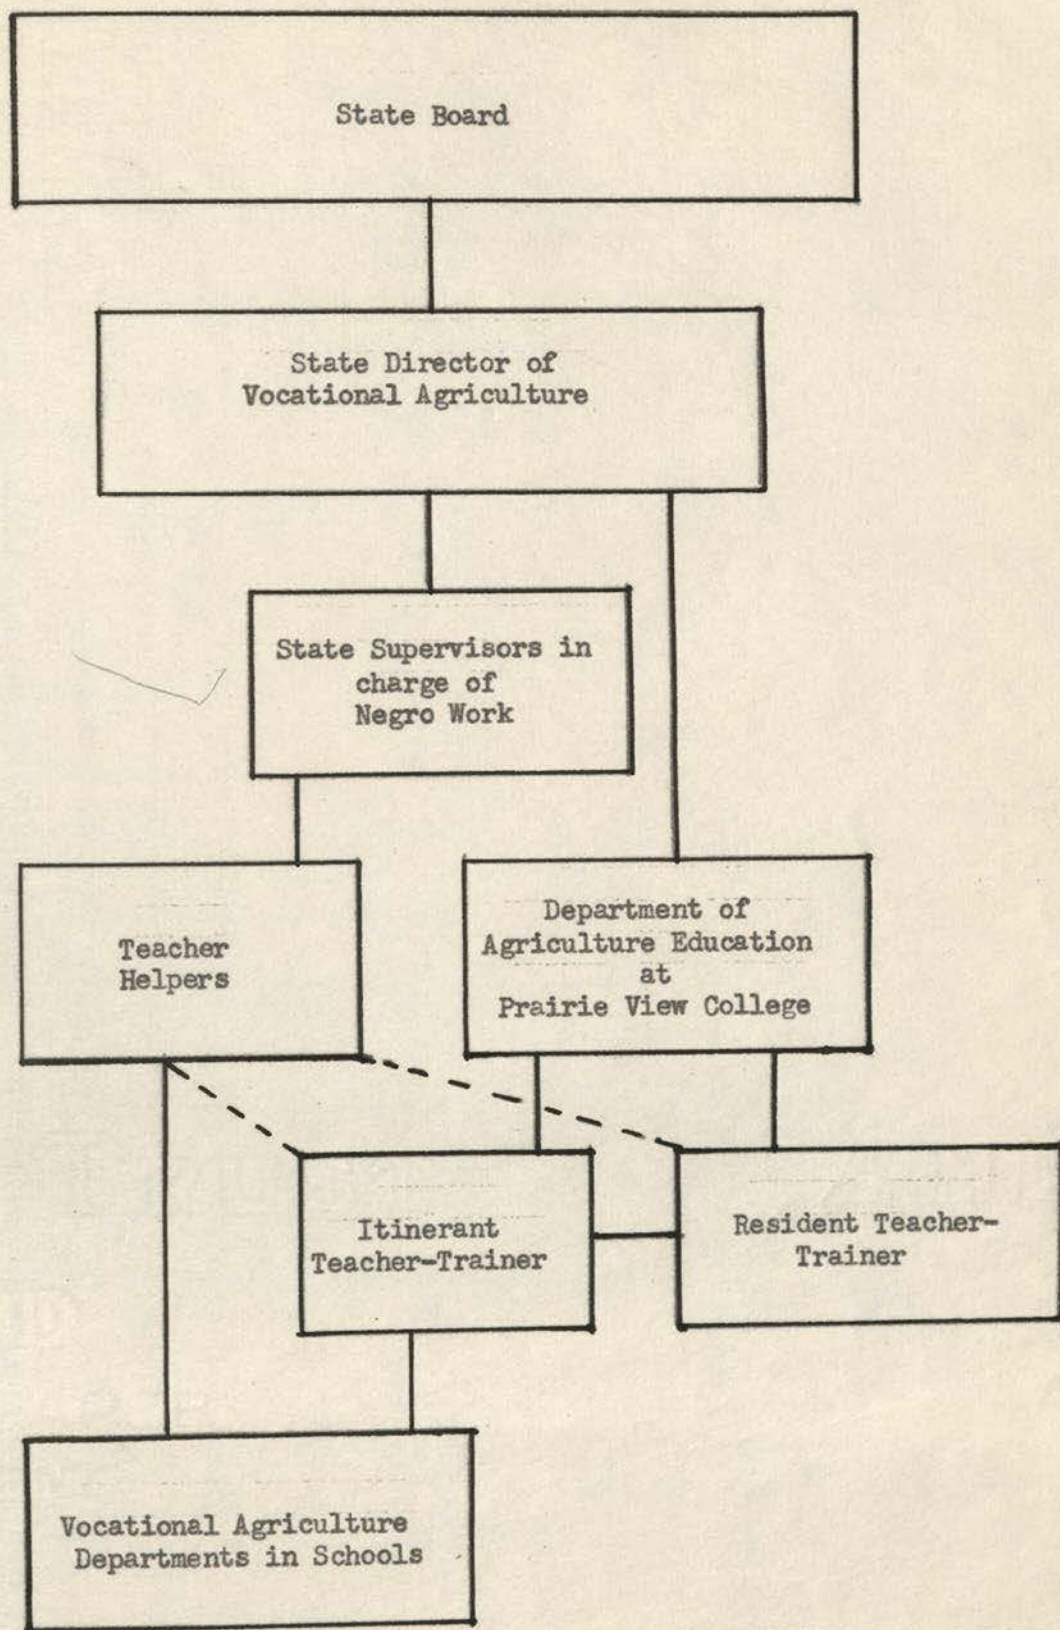 State Board
State Director of
Vocational Agriculture
State Supervisors in
charge of
Negro Work
Teacher
Helpers
Department of
Agriculture Education
at
Prairie View College
Itinerant
Teacher-Trainer
Resident Teacher-
Trainer
Vocational Agriculture
Departments in Schools